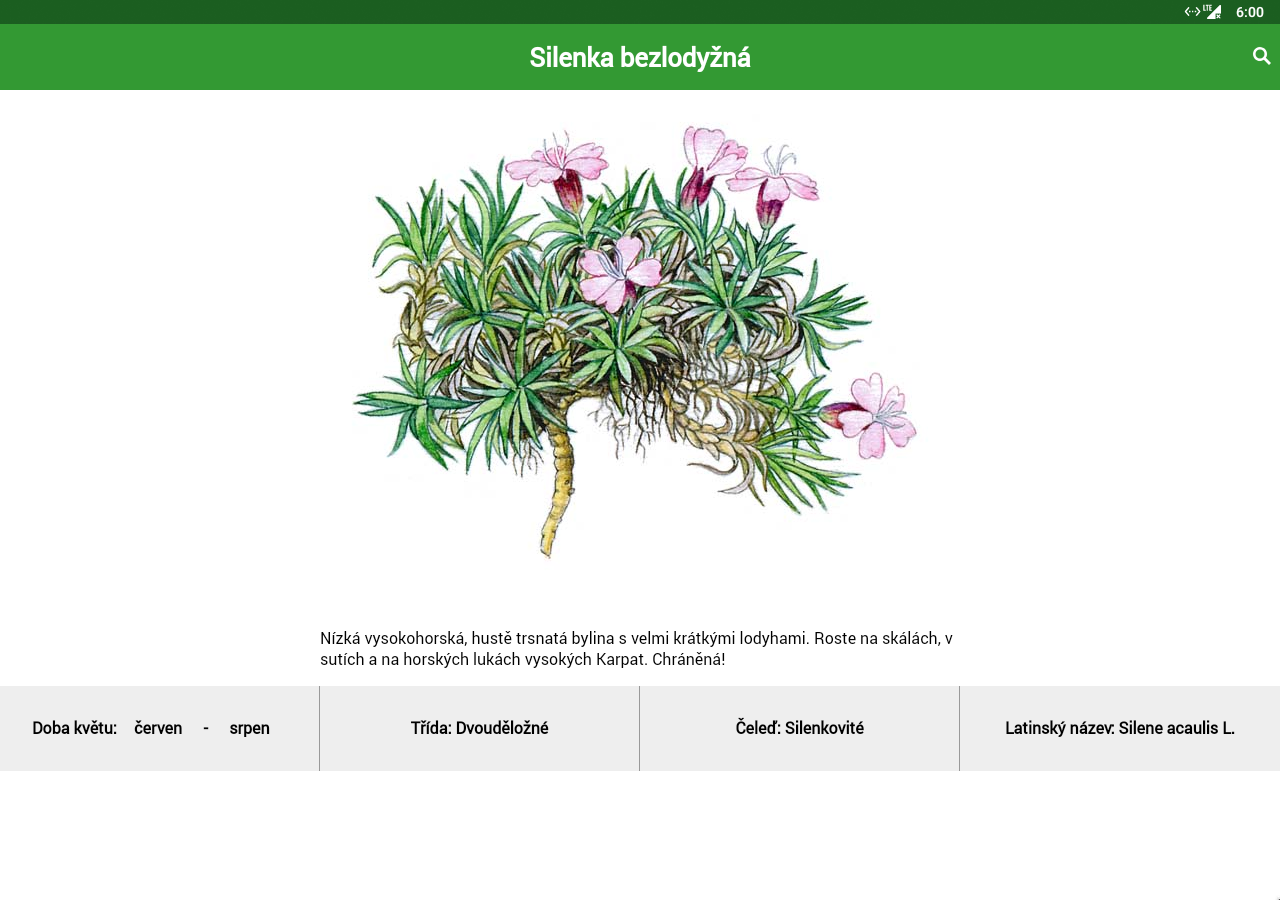 LTE 6:00
Silenka bezlodyžná
Nízká vysokohorská, hustě trsnatá bylina s velmi krátkými lodyhami. Roste na skálách, v
sutích a na horských lukách vysokých Karpat. Chráněná!
Doba květu: červen - srpen Třída: Dvouděložné Čeleď: Silenkovité Latinský název: Silene acaulis L.